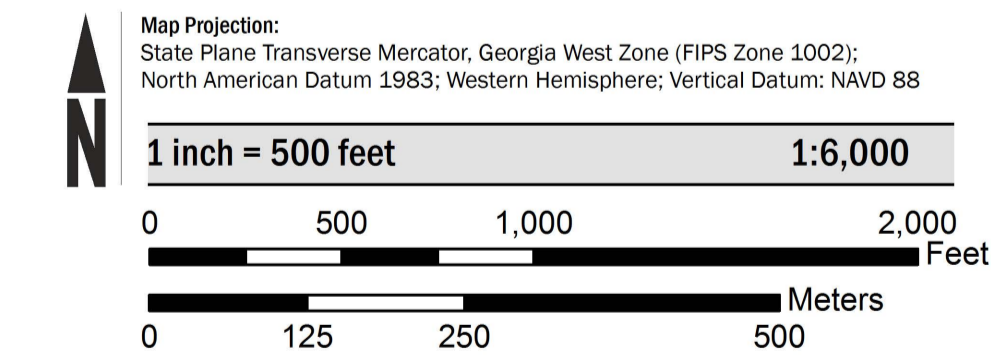 N
Map Projection:
State Plane Transverse Mercator, Georgia West Zone (FIPS Zone 1002);
North American Datum 1983; Western Hemisphere; Vertical Datum: NAVD 88
1 inch = 500 feet 1:6,000
0 500 1,000 2,000
Feet
Meters
0 125 250 500